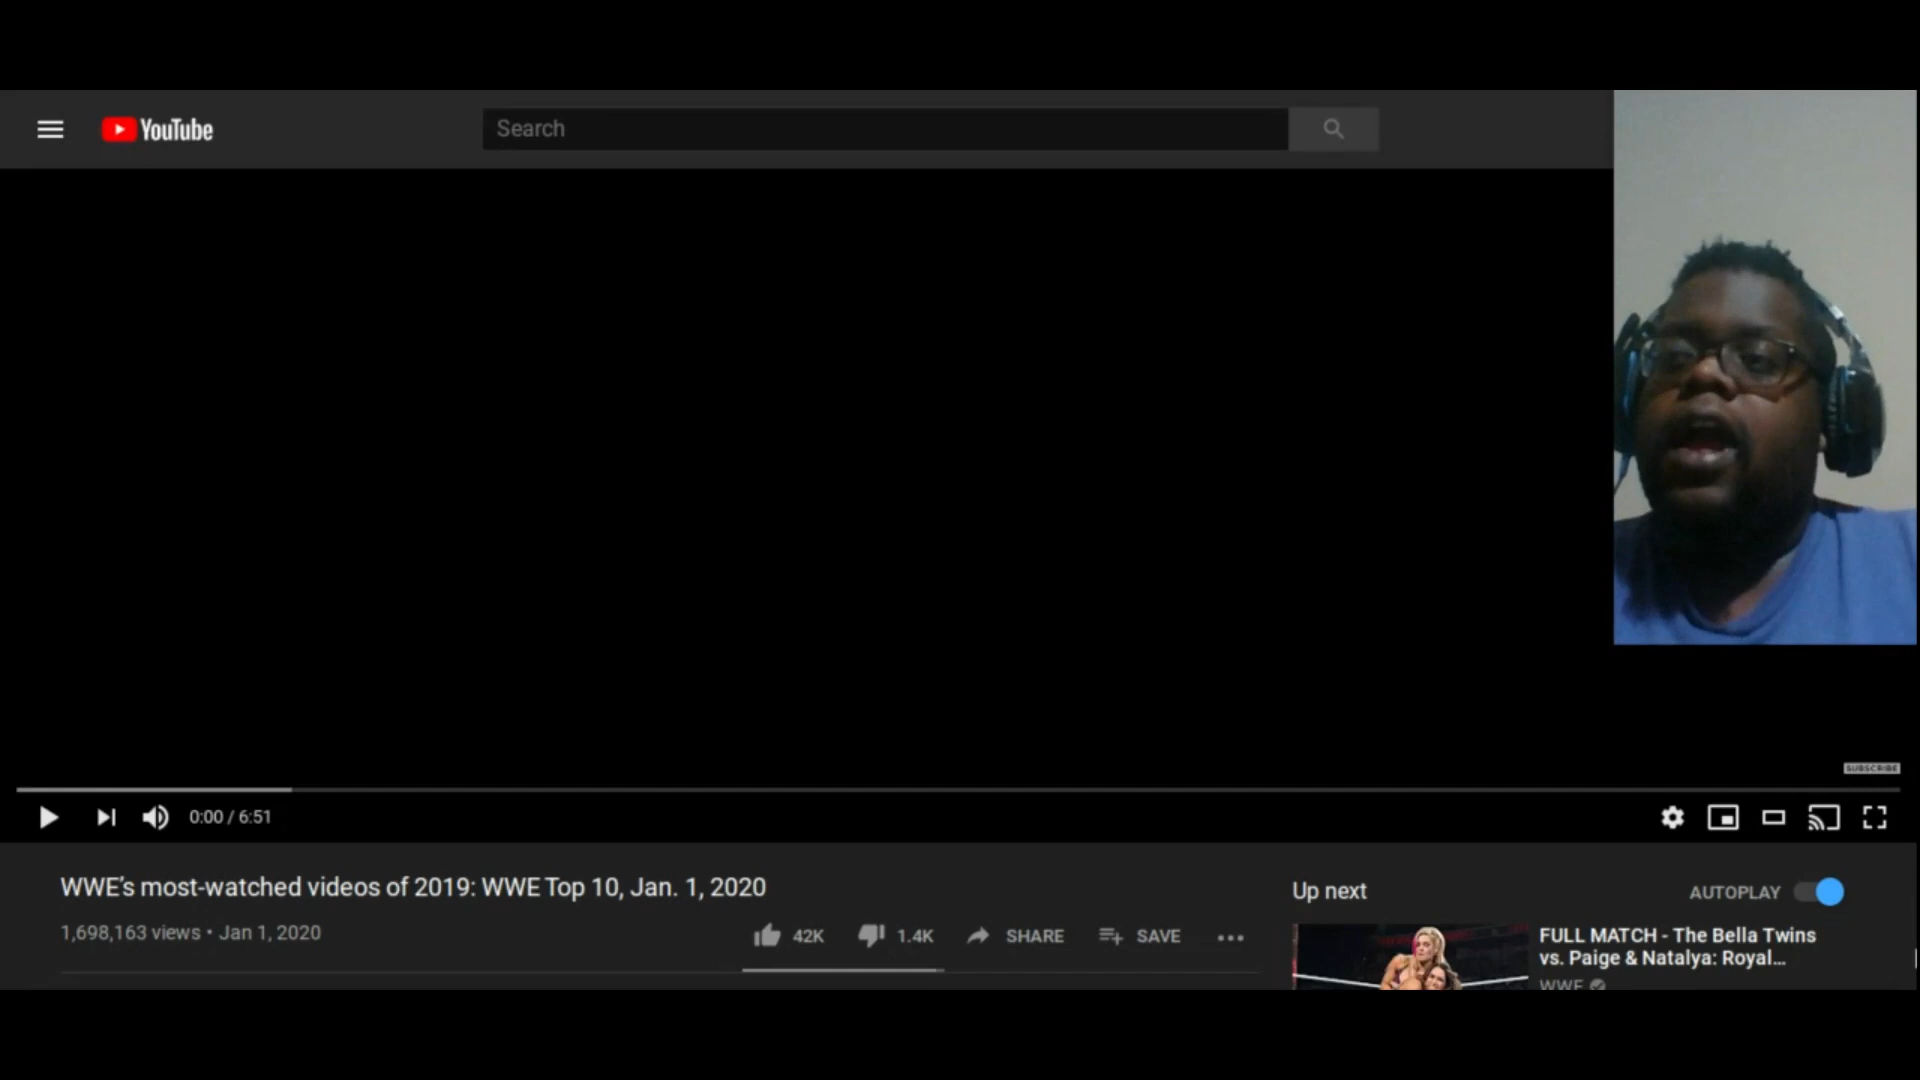 YouTube
Search
SUBSCRIBE
0:00 / 6:51
WWE's most-watched videos of 2019: WWE Top 10, Jan. 1, 2020
1,698,163 views • Jan 1, 2020
42K
1.4K
SHARE
SAVE
Up next
AUTOPLAY
FULL MATCH - The Bella Twins
vs. Paige & Natalya: Royal...
WWE